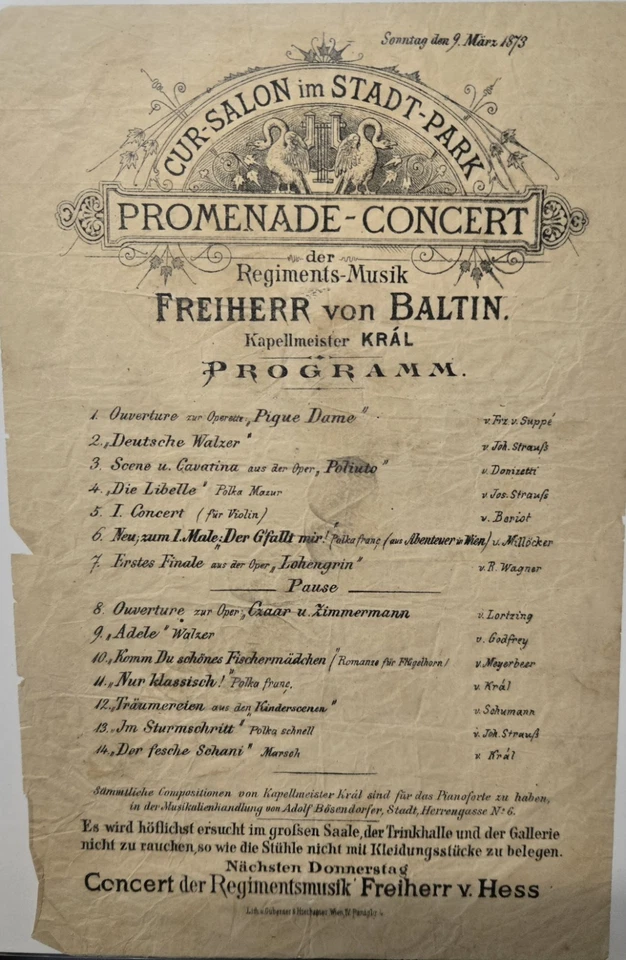 Sonntag den 9. März 1873
CUR-SALON im STADT-PARK
PROMENADE-CONCERT
der
Regiments-Musik
FREIHERR von BALTIN.
Kapellmeister KRÁL
PROGRAMM.
1. Ouverture zur Operette „Pique Dame" v. Frz. v. Suppé
2. „Deutsche Walzer" v. Joh. Strauß
3. Scene u. Cavatina aus der Oper „Poliuto" v. Donizetti
4. „Die Libelle" Polka Mazur v. Jos. Strauß
5. I. Concert (für Violin) v. Beriot
6. Neu, zum 1. Male: „Der G'fallt mir!" Polka franç. (aus Abenteuer in Wien) v. Millöcker
7. Erstes Finale aus der Oper „Lohengrin" v. R. Wagner
Pause
8. Ouverture zur Oper „Czaar u. Zimmermann v. Lortzing
9. „Adele" Walzer v. Godfrey
10. „Komm Du schönes Fischermädchen (Romanze für Flügelhorn) v. Meyerbeer
11. „Nur klassisch!" Polka franç. v. Král
12. „Träumereien aus den Kinderscenen" v. Schumann
13. „Im Sturmschritt" Polka schnell v. Joh. Strauß
14. „Der fesche Schani" Marsch v. Král
Sämmtliche Compositionen von Kapellmeister Král sind für das Pianoforte zu haben,
in der Musikalienhandlung von Adolf Bösendorfer, Stadt, Herrengasse No. 6.
Es wird höflichst ersucht im großen Saale, der Trinkhalle und der Gallerie
nicht zu rauchen, so wie die Stühle nicht mit Kleidungsstücke zu belegen.
Nächsten Donnerstag
Concert der Regimentsmusik Freiherr v. Hess
Lith. v. Wien, IV.